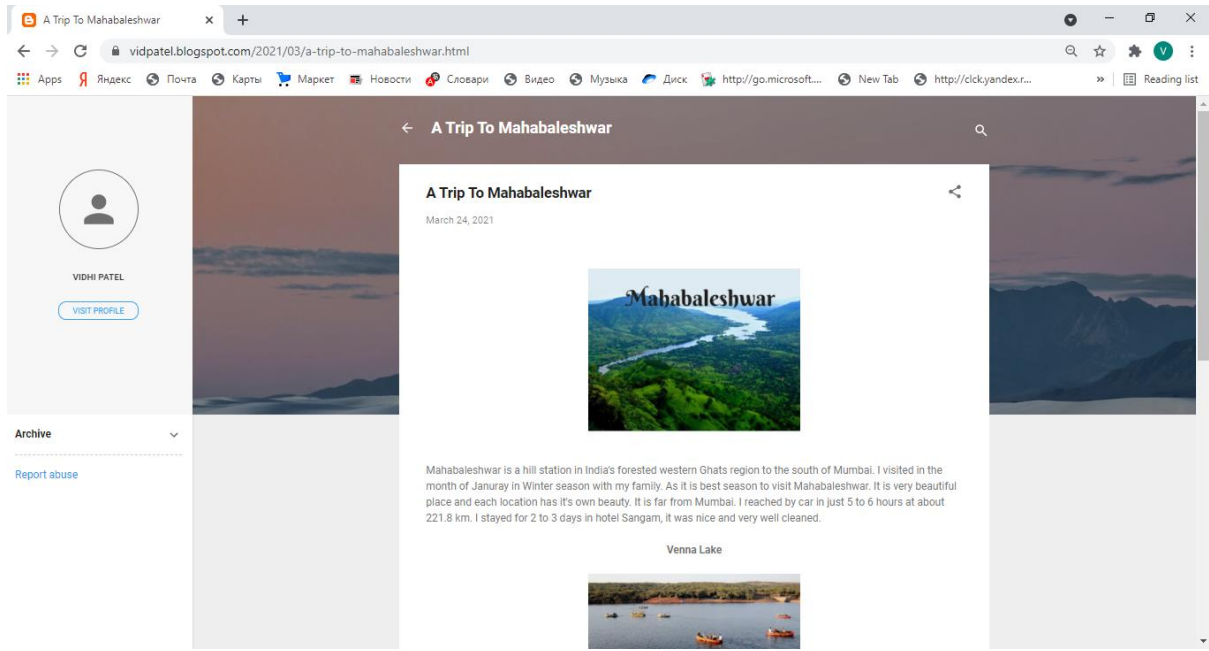 A Trip To Mahabaleshwar
vidpatel.blogspot.com/2021/03/a-trip-to-mahabaleshwar.html
V
Apps Яндекс Почта Карты Маркет Новости Словари Видео Музыка Диск http://go.microsoft.... New Tab http://clck.yandex.r... » Reading list
A Trip To Mahabaleshwar
A Trip To Mahabaleshwar
March 24, 2021
VIDHI PATEL
VISIT PROFILE
Mahabaleshwar
Archive
Report abuse
Mahabaleshwar is a hill station in India's forested western Ghats region to the south of Mumbai. I visited in the
month of Januray in Winter season with my family. As it is best season to visit Mahabaleshwar. It is very beautiful
place and each location has it's own beauty. It is far from Mumbai. I reached by car in just 5 to 6 hours at about
221.8 km. I stayed for 2 to 3 days in hotel Sangam, it was nice and very well cleaned.
Venna Lake